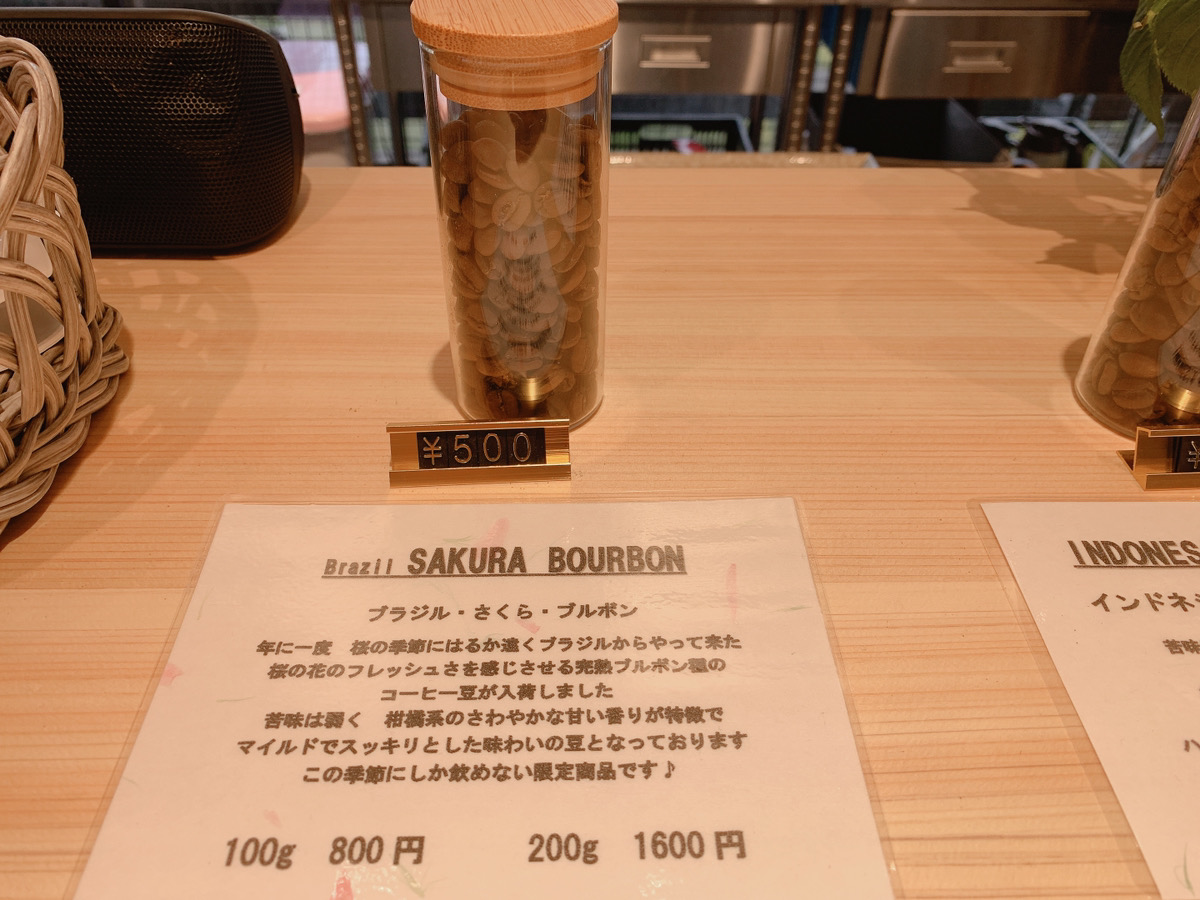 ¥500
Brazil SAKURA BOURBON
ブラジル・さくら・ブルボン
年に一度 桜の季節にはるか遠くブラジルからやって来た
桜の花のフレッシュさを感じさせる完熟ブルボン種の
コーヒー豆が入荷しました
苦味は弱く 柑橘系のさわやかな甘い香りが特徴で
マイルドでスッキリとした味わいの豆となっております
この季節にしか飲めない限定商品です♪
100g 800円 200g 1600円
¥
INDONES
インドネシ
苦味
ハ